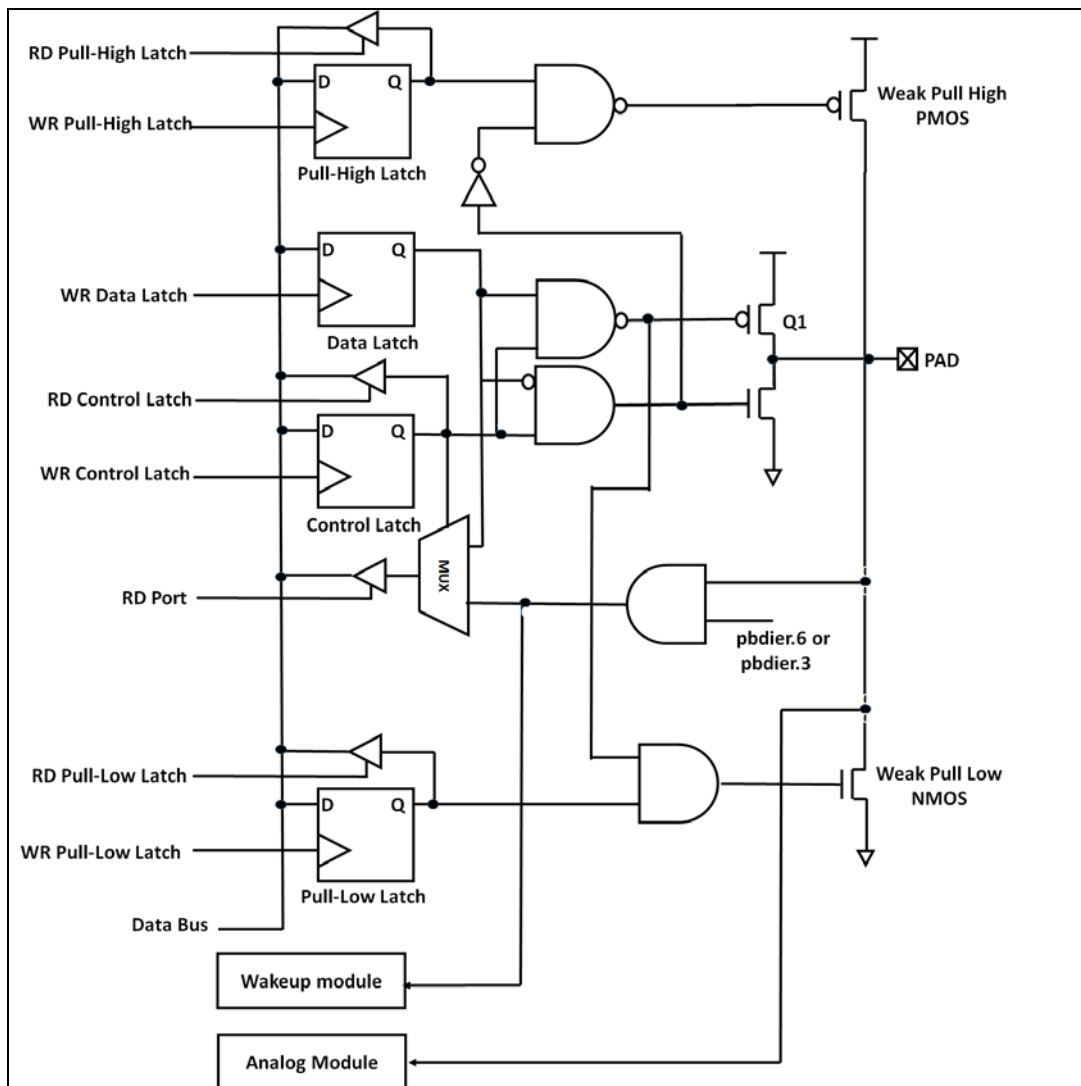 RD Pull-High Latch
D Q
WR Pull-High Latch
Pull-High Latch
Weak Pull High
PMOS
D Q
WR Data Latch
Data Latch
Q1
PAD
RD Control Latch
D Q
WR Control Latch
Control Latch
MUX
RD Port
pbdier.6 or
pbdier.3
RD Pull-Low Latch
D Q
WR Pull-Low Latch
Pull-Low Latch
Weak Pull Low
NMOS
Data Bus
Wakeup module
Analog Module